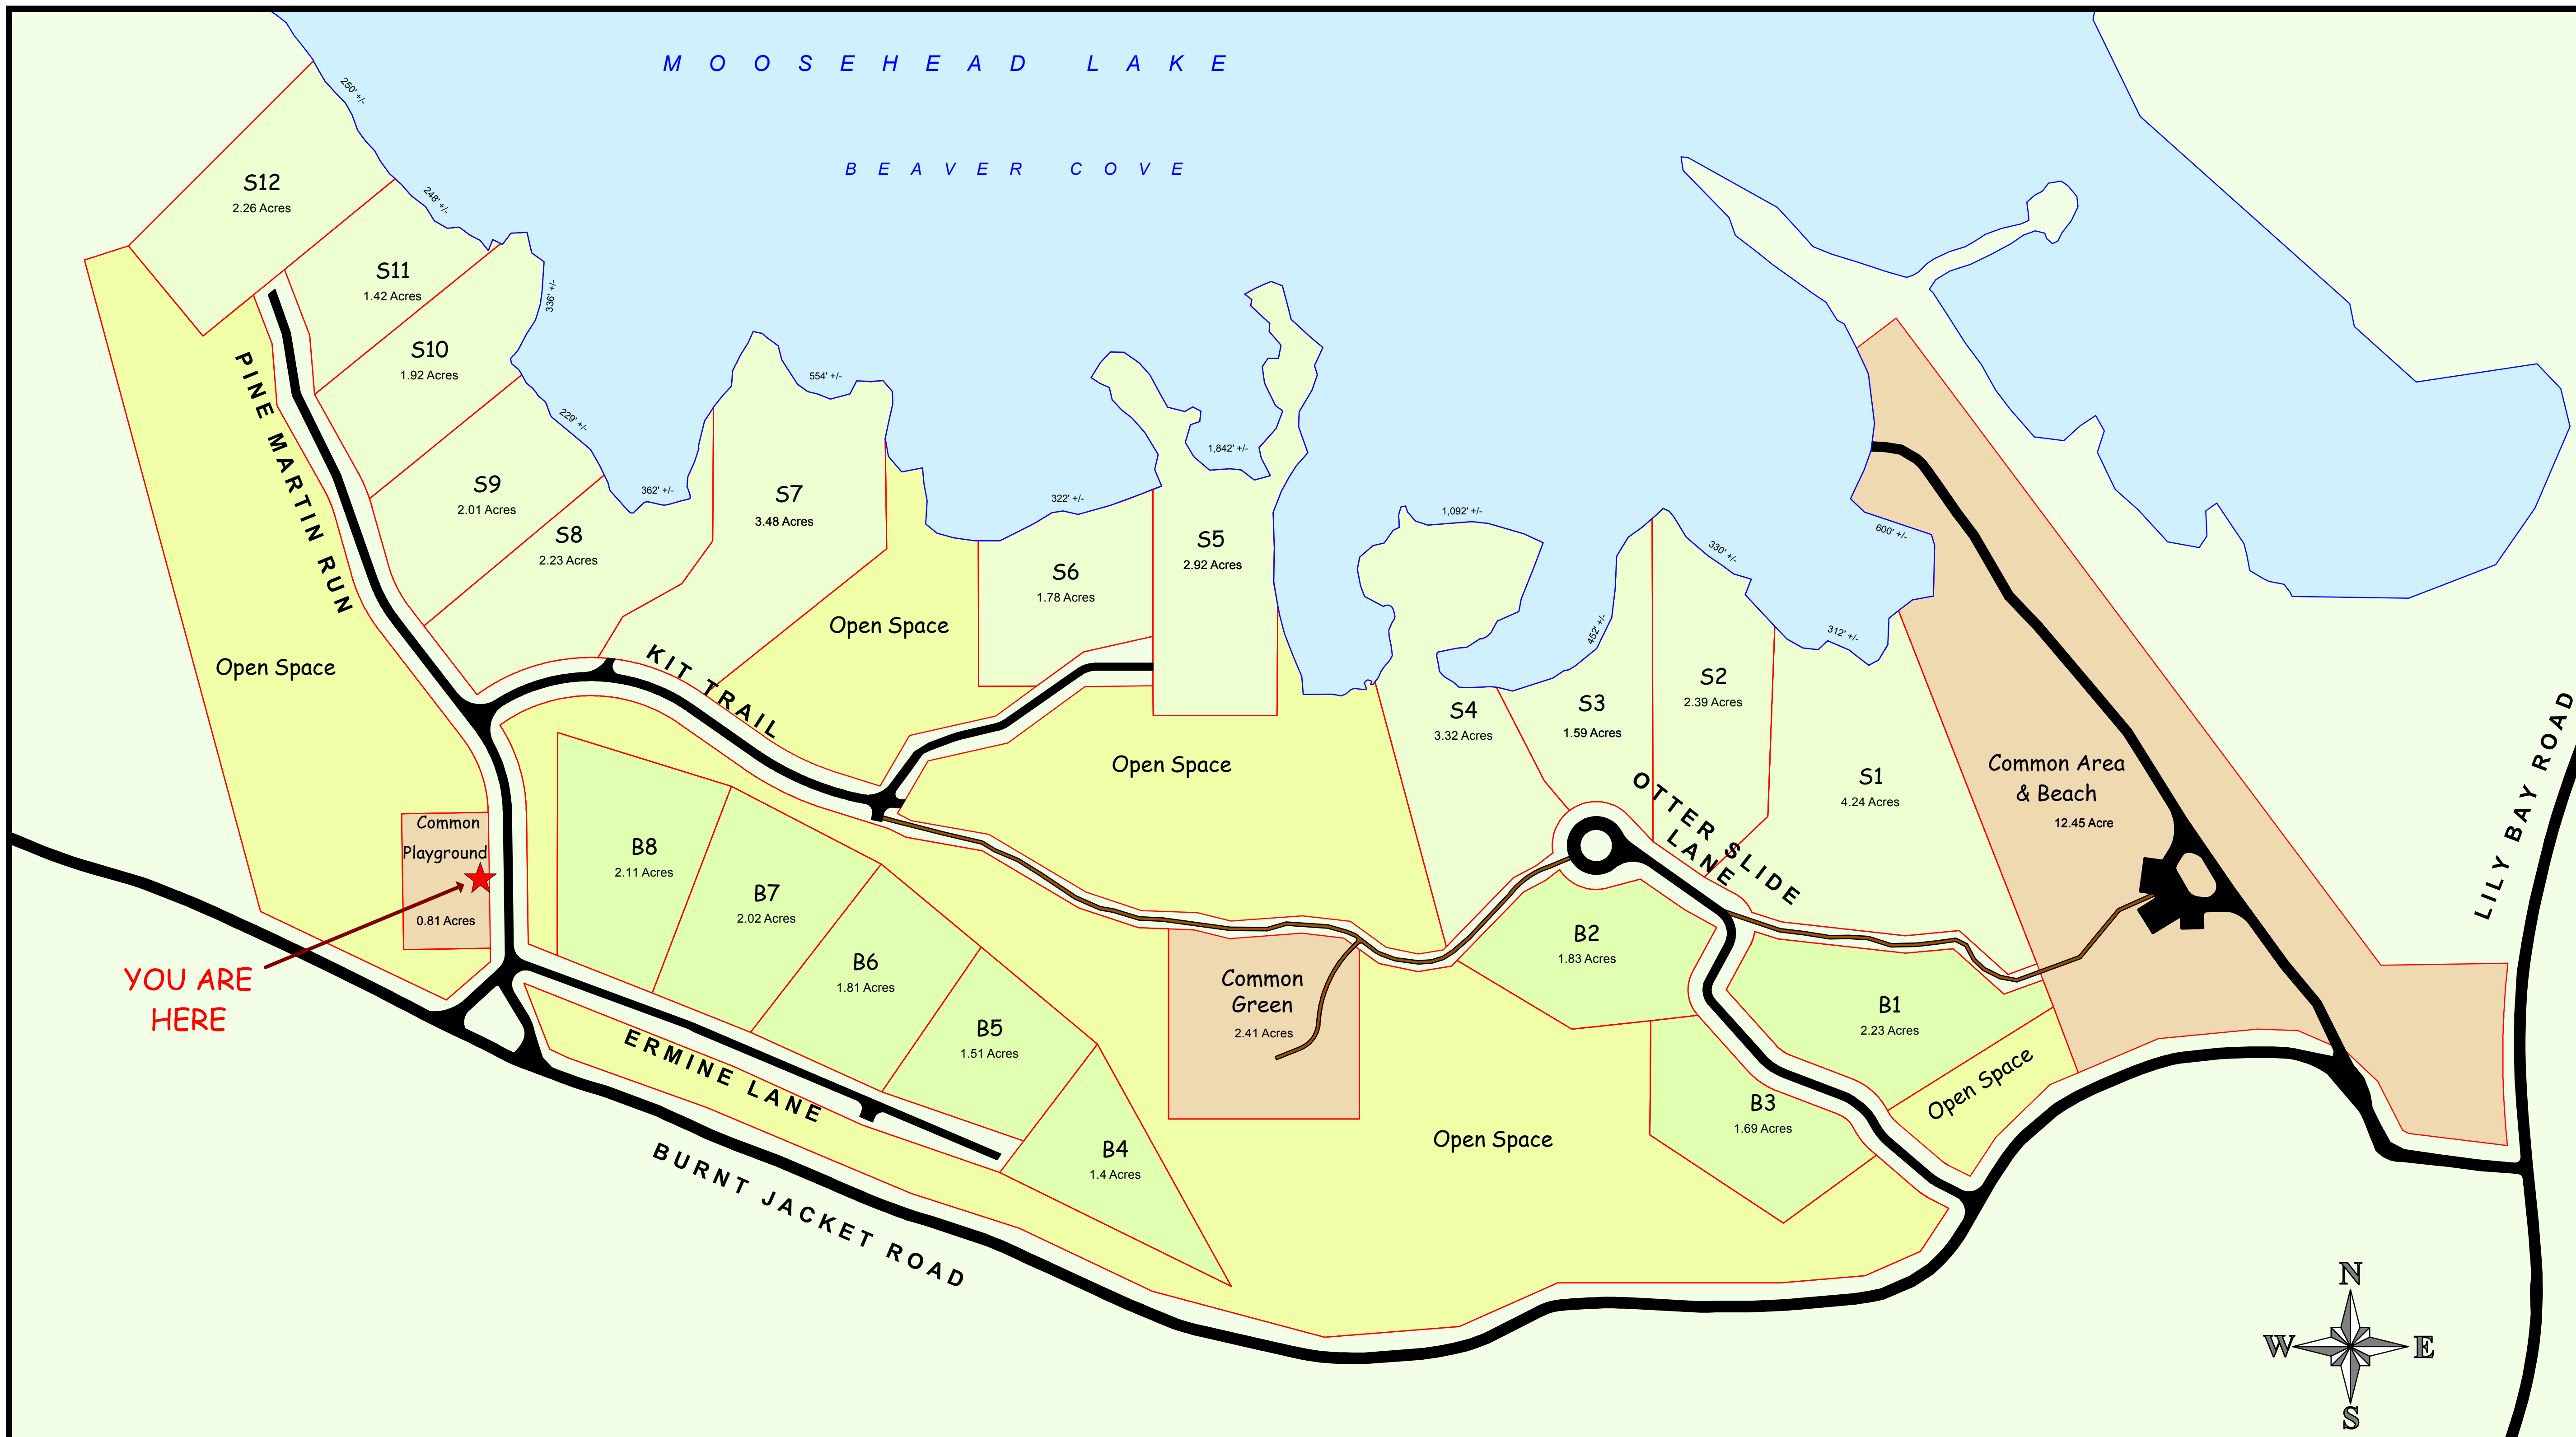 MOOSEHEAD LAKE
BEAVER COVE
250' +/-
248' +/-
336' +/-
229' +/-
362' +/-
554' +/-
322' +/-
1,842' +/-
1,092' +/-
452' +/-
330' +/-
312' +/-
600' +/-
S12
2.26 Acres
S11
1.42 Acres
S10
1.92 Acres
S9
2.01 Acres
S8
2.23 Acres
S7
3.48 Acres
S6
1.78 Acres
S5
2.92 Acres
S4
3.32 Acres
S3
1.59 Acres
S2
2.39 Acres
S1
4.24 Acres
PINE MARTIN RUN
Open Space
Open Space
KIT TRAIL
Open Space
OTTER SLIDE
LANE
Common Area
& Beach
12.45 Acre
LILY BAY ROAD
Common
Playground
0.81 Acres
YOU ARE
HERE
B8
2.11 Acres
B7
2.02 Acres
B6
1.81 Acres
B5
1.51 Acres
B4
1.4 Acres
Common
Green
2.41 Acres
B2
1.83 Acres
B1
2.23 Acres
B3
1.69 Acres
Open Space
Open Space
ERMINE LANE
BURNT JACKET ROAD
N
W
E
S